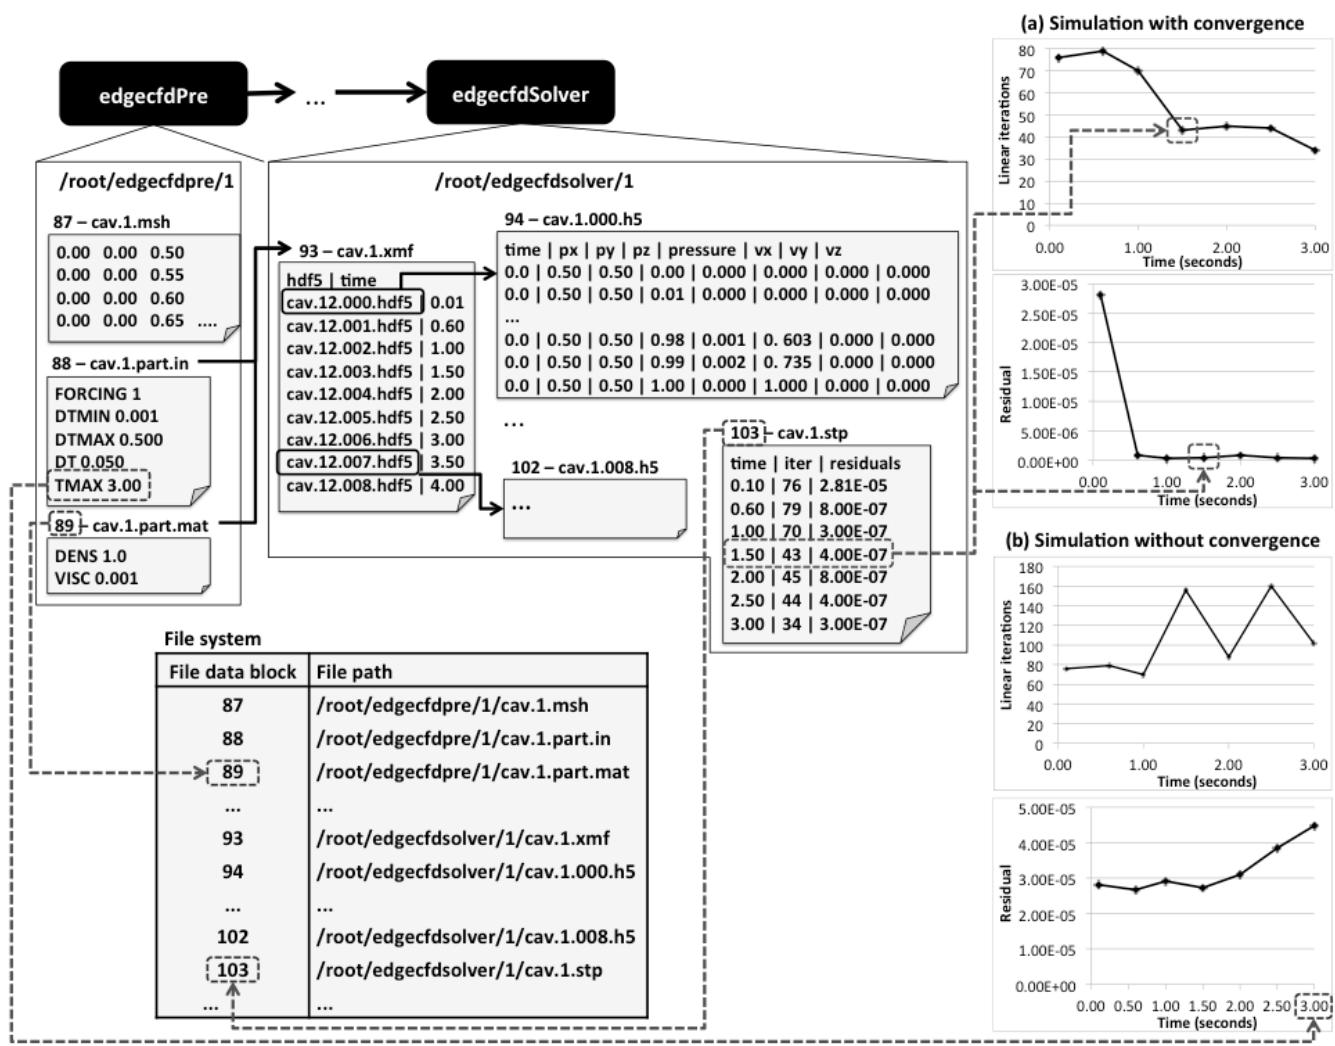 edgecfdPre
...
edgecfdSolver
/root/edgecfdpre/1
87 – cav.1.msh
0.00 0.00 0.50
0.00 0.00 0.55
0.00 0.00 0.60
0.00 0.00 0.65 ....
88 – cav.1.part.in
FORCING 1
DTMIN 0.001
DTMAX 0.500
DT 0.050
TMAX 3.00
89 – cav.1.part.mat
DENS 1.0
VISC 0.001
/root/edgecfdsolver/1
93 – cav.1.xmf
hdf5 | time
cav.12.000.hdf5 | 0.01
cav.12.001.hdf5 | 0.60
cav.12.002.hdf5 | 1.00
cav.12.003.hdf5 | 1.50
cav.12.004.hdf5 | 2.00
cav.12.005.hdf5 | 2.50
cav.12.006.hdf5 | 3.00
cav.12.007.hdf5 | 3.50
cav.12.008.hdf5 | 4.00
94 – cav.1.000.h5
time | px | py | pz | pressure | vx | vy | vz
0.0 | 0.50 | 0.50 | 0.00 | 0.000 | 0.000 | 0.000 | 0.000
0.0 | 0.50 | 0.50 | 0.01 | 0.000 | 0.000 | 0.000 | 0.000
...
0.0 | 0.50 | 0.50 | 0.98 | 0.001 | 0. 603 | 0.000 | 0.000
0.0 | 0.50 | 0.50 | 0.99 | 0.002 | 0. 735 | 0.000 | 0.000
0.0 | 0.50 | 0.50 | 1.00 | 0.000 | 1.000 | 0.000 | 0.000
...
102 – cav.1.008.h5
...
103 – cav.1.stp
time | iter | residuals
0.10 | 76 | 2.81E-05
0.60 | 79 | 8.00E-07
1.00 | 70 | 3.00E-07
1.50 | 43 | 4.00E-07
2.00 | 45 | 8.00E-07
2.50 | 44 | 4.00E-07
3.00 | 34 | 3.00E-07
File system
File data block File path
87 /root/edgecfdpre/1/cav.1.msh
88 /root/edgecfdpre/1/cav.1.part.in
89 /root/edgecfdpre/1/cav.1.part.mat
... ...
93 /root/edgecfdsolver/1/cav.1.xmf
94 /root/edgecfdsolver/1/cav.1.000.h5
... ...
102 /root/edgecfdsolver/1/cav.1.008.h5
103 /root/edgecfdsolver/1/cav.1.stp
... ...
(a) Simulation with convergence
Linear iterations
80
70
60
50
40
30
20
10
0
0.00 1.00 2.00 3.00
Time (seconds)
Residual
3.00E-05
2.50E-05
2.00E-05
1.50E-05
1.00E-05
5.00E-06
0.00E+00
0.00 1.00 2.00 3.00
Time (seconds)
(b) Simulation without convergence
Linear iterations
180
160
140
120
100
80
60
40
20
0
0.00 1.00 2.00 3.00
Time (seconds)
Residual
5.00E-05
4.00E-05
3.00E-05
2.00E-05
1.00E-05
0.00E+00
0.00 0.50 1.00 1.50 2.00 2.50 3.00
Time (seconds)